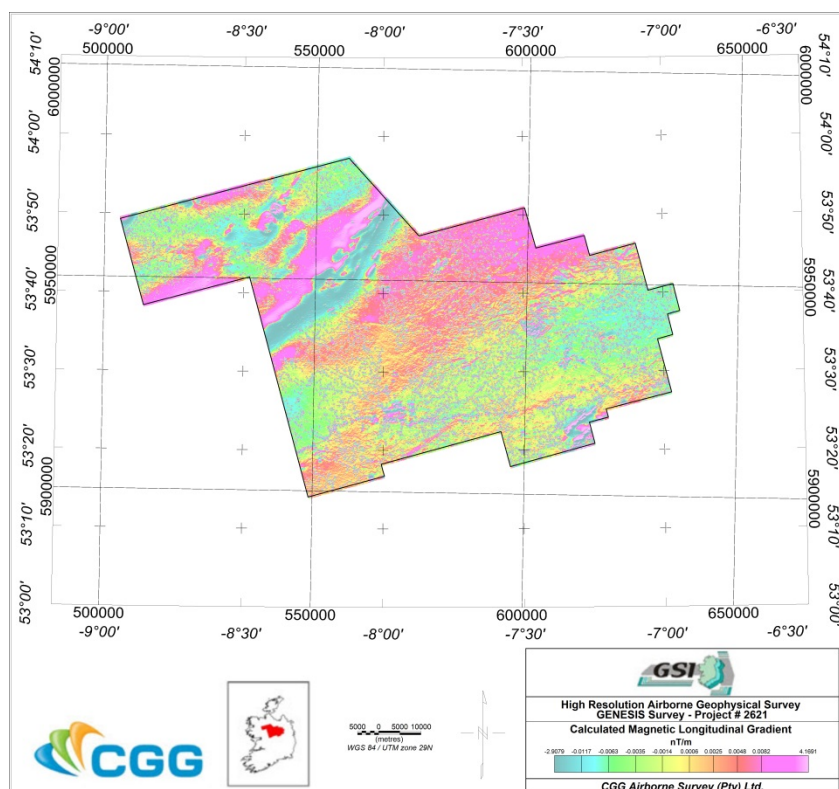 -9°00' -8°30' -8°00' -7°30' -7°00'
500000 550000 600000 650000
54°10' 54°10'
6000000 6000000
54°00' 54°00'
53°50' 53°50'
5950000 5950000
53°40' 53°40'
53°30' 53°30'
53°20' 53°20'
5900000 5900000
53°10' 53°10'
53°00' 53°00'
500000 550000 600000 650000
-9°00' -8°30' -8°00' -7°30' -7°00' -6°30'
CGG
5000 0 5000 10000
(metres)
WGS 84 / UTM zone 29N
N
GSI
High Resolution Airborne Geophysical Survey
GENESIS Survey - Project # 2621
Calculated Magnetic Longitudinal Gradient
nT/m
-2.9079 -0.0117 -0.0063 -0.0035 -0.0014 0.0006 0.0026 0.0048 0.0082 4.1691
CGG Airborne Survey (Pty) Ltd.